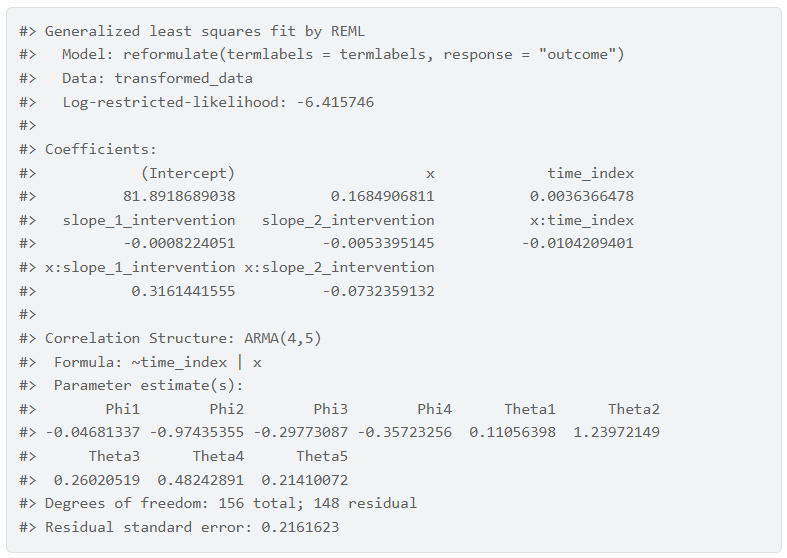 #> Generalized least squares fit by REML
#>   Model: reformulate(termlabels = termlabels, response = "outcome")
#>   Data: transformed_data
#>   Log-restricted-likelihood: -6.415746
#>
#> Coefficients:
#>            (Intercept)                      x             time_index
#>          81.8918689038           0.1684906811           0.0036366478
#>   slope_1_intervention   slope_2_intervention           x:time_index
#>          -0.0008224051          -0.0053395145          -0.0104209401
#> x:slope_1_intervention x:slope_2_intervention
#>           0.3161441555          -0.0732359132
#>
#> Correlation Structure: ARMA(4,5)
#>  Formula: ~time_index | x
#>  Parameter estimate(s):
#>        Phi1        Phi2        Phi3        Phi4      Theta1      Theta2
#> -0.04681337 -0.97435355 -0.29773087 -0.35723256  0.11056398  1.23972149
#>      Theta3      Theta4      Theta5
#>  0.26020519  0.48242891  0.21410072
#> Degrees of freedom: 156 total; 148 residual
#> Residual standard error: 0.2161623